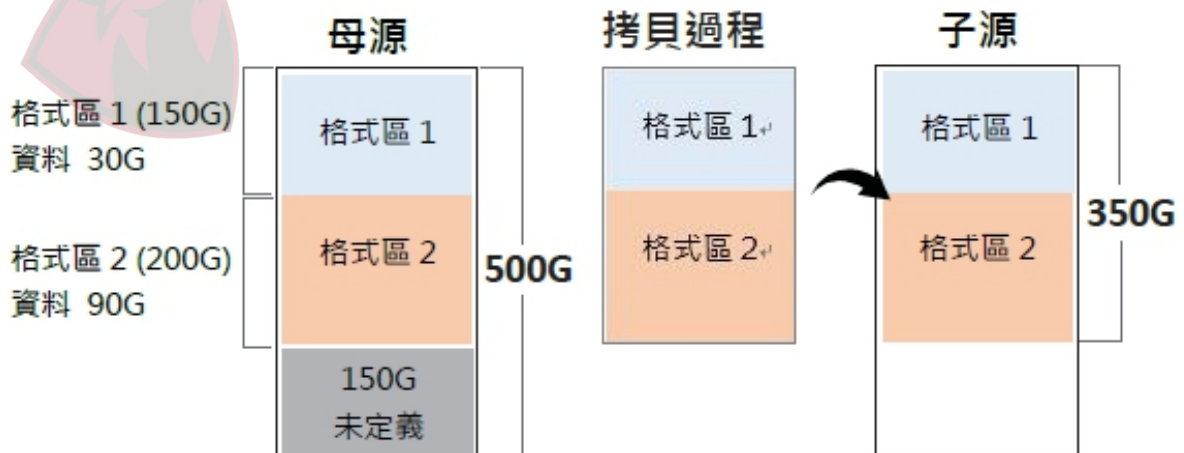 母源
拷貝過程
子源
格式區 1 (150G)
資料 30G
格式區 1
格式區 1↵
格式區 1
格式區 2 (200G)
資料 90G
格式區 2
500G
格式區 2↵
格式區 2
350G
150G
未定義